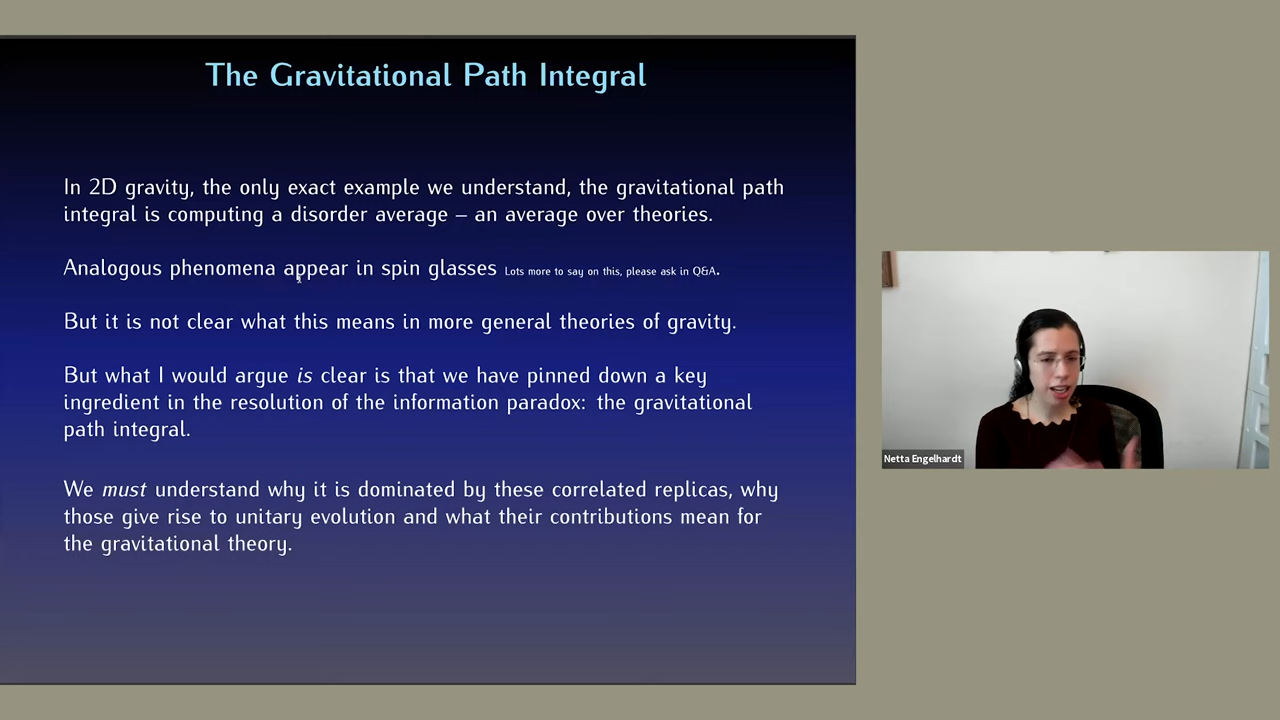 The Gravitational Path Integral
In 2D gravity, the only exact example we understand, the gravitational path
integral is computing a disorder average – an average over theories.
Analogous phenomena appear in spin glasses Lots more to say on this, please ask in Q&A.
But it is not clear what this means in more general theories of gravity.
But what I would argue is clear is that we have pinned down a key
ingredient in the resolution of the information paradox: the gravitational
path integral.
We must understand why it is dominated by these correlated replicas, why
those give rise to unitary evolution and what their contributions mean for
the gravitational theory.
Netta Engelhardt